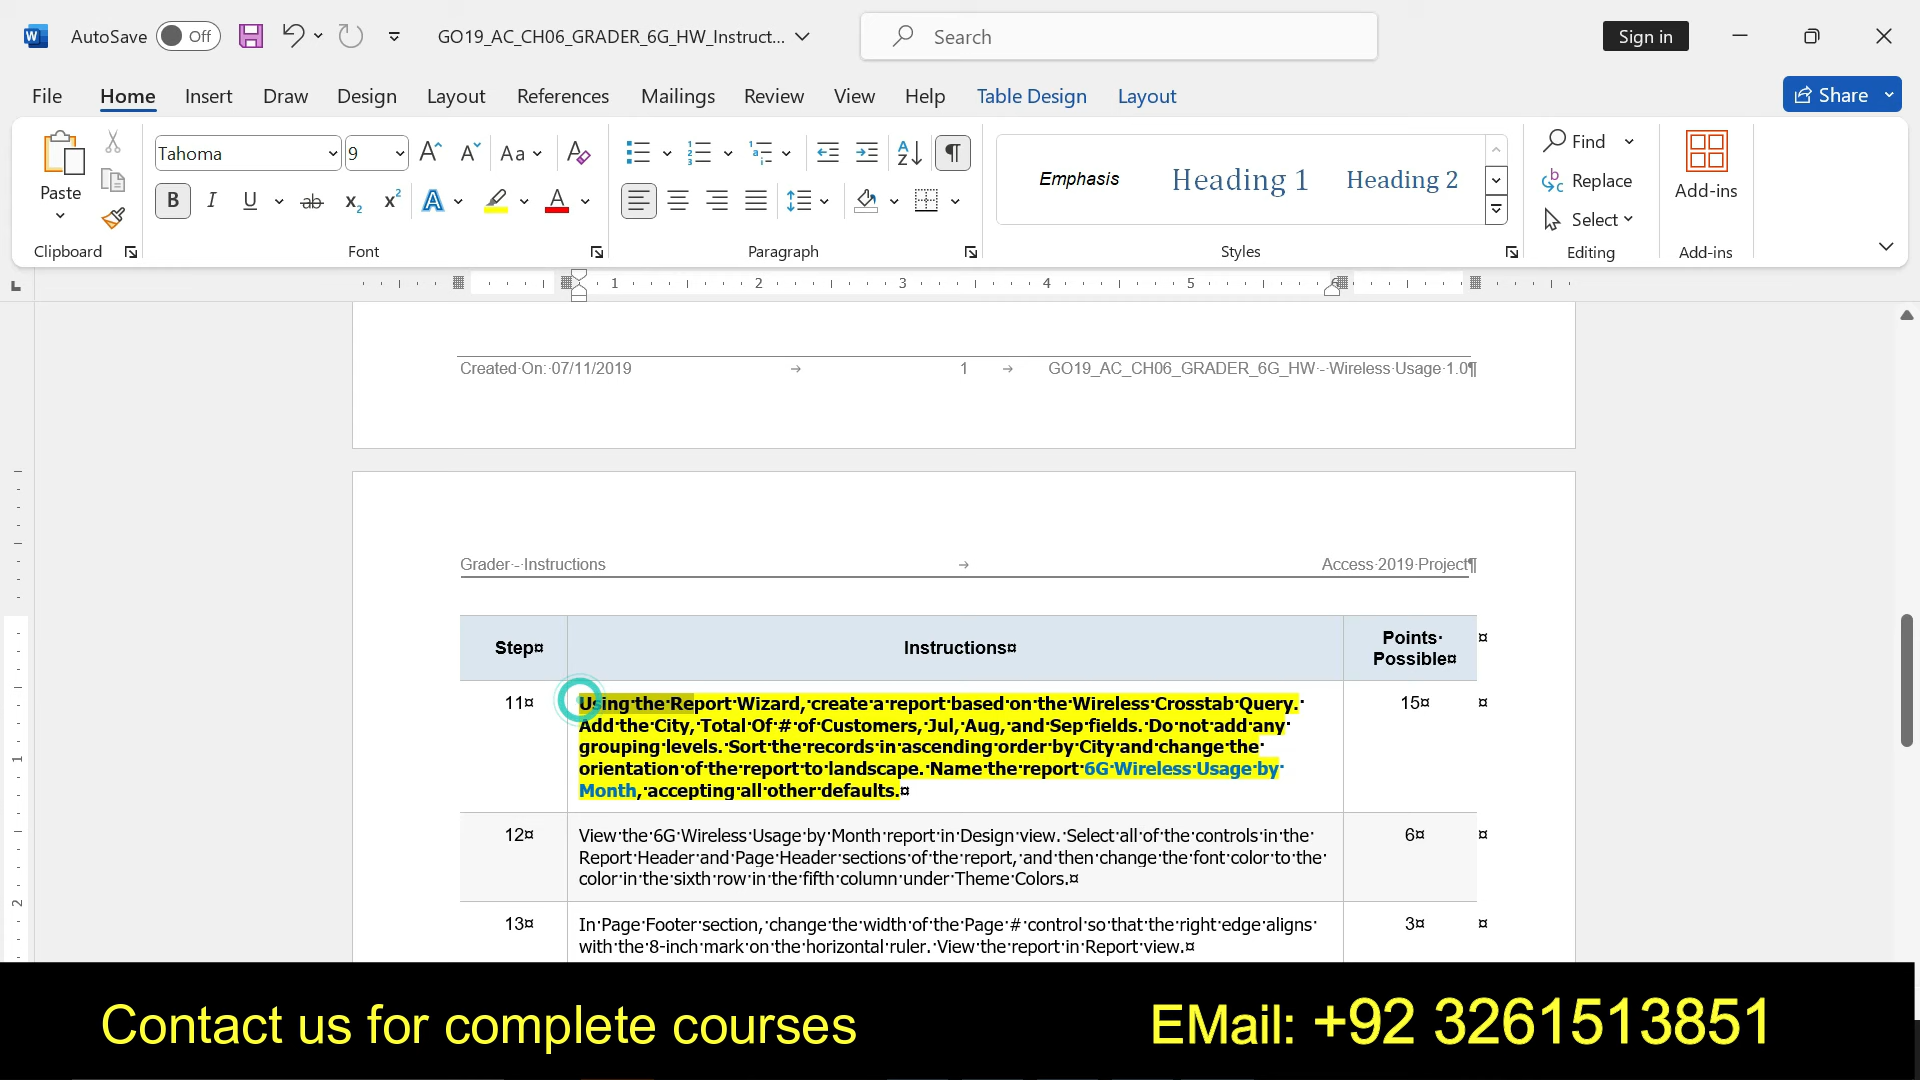 AutoSave Off GO19_AC_CH06_GRADER_6G_HW_Instruct... Search Sign in
File Home Insert Draw Design Layout References Mailings Review View Help Table Design Layout Share
Tahoma 9 Aa
Paste
Clipboard
B I U ab x₂ x² A A
Font
Paragraph
Emphasis Heading 1 Heading 2
Styles
Find
Replace
Select
Editing
Add-ins
Add-ins
1 2 3 4 5 6
Created·On:·07/11/2019 → 1 → GO19_AC_CH06_GRADER_6G_HW·-·Wireless·Usage·1.0¶
Grader·-·Instructions → Access·2019·Project¶
Step¤ Instructions¤ Points· Possible¤ ¤
11¤ Using·the·Report·Wizard,·create·a·report·based·on·the·Wireless·Crosstab·Query.· 15¤ ¤
Add·the·City,·Total·Of·#·of·Customers,·Jul,·Aug,·and·Sep·fields.·Do·not·add·any·
grouping·levels.·Sort·the·records·in·ascending·order·by·City·and·change·the·
orientation·of·the·report·to·landscape.·Name·the·report·6G·Wireless·Usage·by·
Month,·accepting·all·other·defaults.¤
12¤ View·the·6G·Wireless·Usage·by·Month·report·in·Design·view.·Select·all·of·the·controls·in·the· 6¤ ¤
Report·Header·and·Page·Header·sections·of·the·report,·and·then·change·the·font·color·to·the·
color·in·the·sixth·row·in·the·fifth·column·under·Theme·Colors.¤
13¤ In·Page·Footer·section,·change·the·width·of·the·Page·#·control·so·that·the·right·edge·aligns· 3¤ ¤
with·the·8-inch·mark·on·the·horizontal·ruler.·View·the·report·in·Report·view.¤
Contact us for complete courses EMail: +92 3261513851